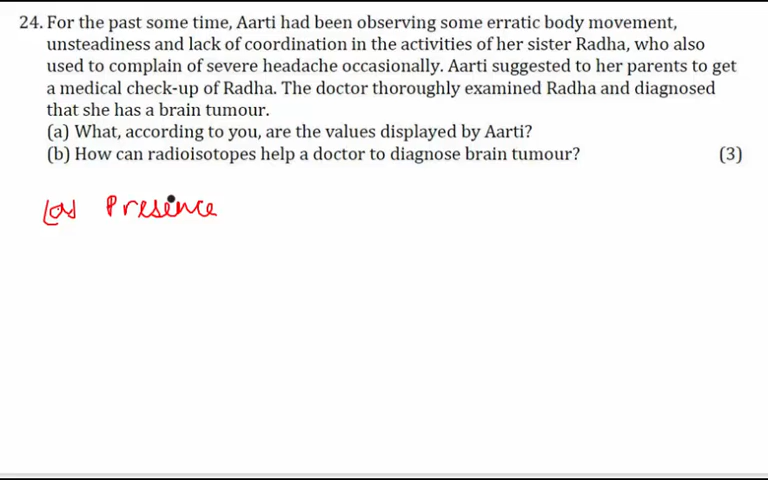 24. For the past some time, Aarti had been observing some erratic body movement,
unsteadiness and lack of coordination in the activities of her sister Radha, who also
used to complain of severe headache occasionally. Aarti suggested to her parents to get
a medical check-up of Radha. The doctor thoroughly examined Radha and diagnosed
that she has a brain tumour.
(a) What, according to you, are the values displayed by Aarti?
(b) How can radioisotopes help a doctor to diagnose brain tumour? (3)
(a) Presence